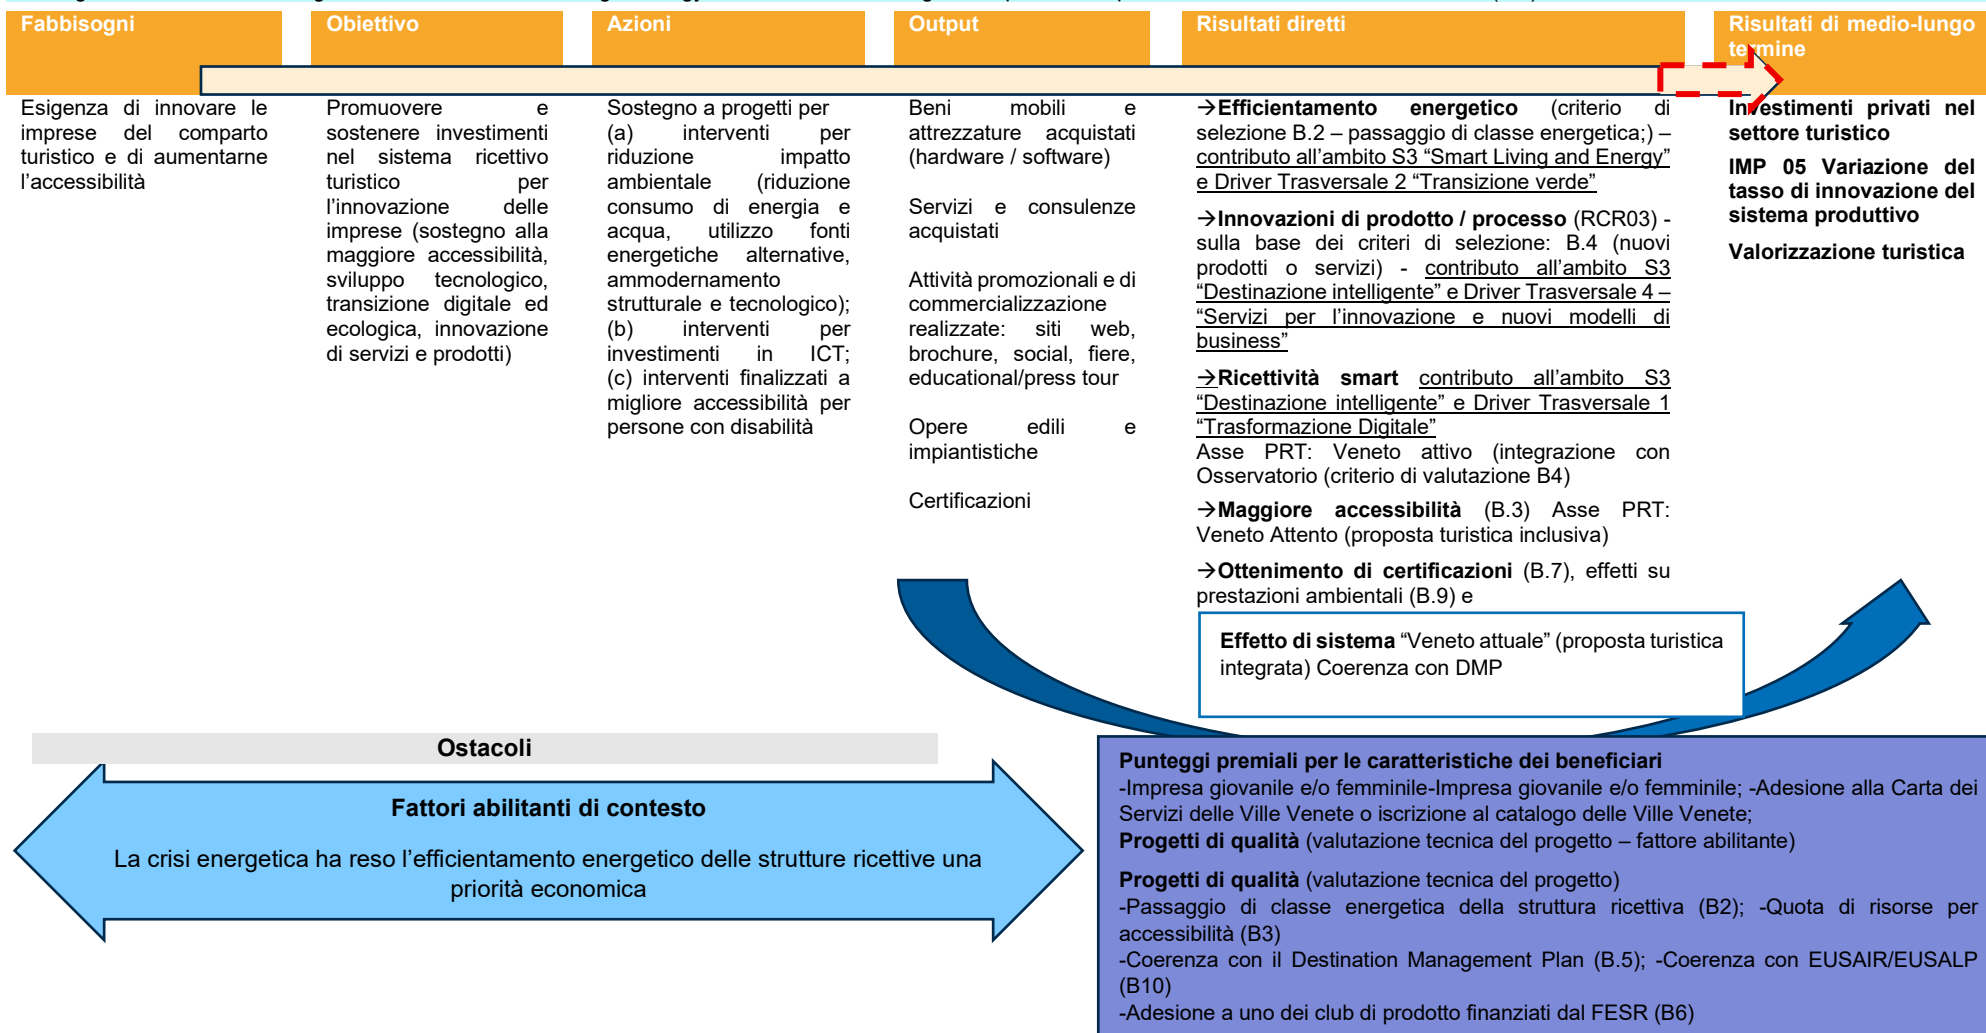 Fabbisogni
Obiettivo
Azioni
Output
Risultati diretti
Risultati di medio-lungo
termine
Esigenza di innovare le
imprese del comparto
turistico e di aumentarne
l’accessibilità
Promuovere e
sostenere investimenti
nel sistema ricettivo
turistico per
l’innovazione delle
imprese (sostegno alla
maggiore accessibilità,
sviluppo tecnologico,
transizione digitale ed
ecologica, innovazione
di servizi e prodotti)
Sostegno a progetti per
(a) interventi per
riduzione impatto
ambientale (riduzione
consumo di energia e
acqua, utilizzo fonti
energetiche alternative,
ammodernamento
strutturale e tecnologico);
(b) interventi per
investimenti in ICT;
(c) interventi finalizzati a
migliore accessibilità per
persone con disabilità
Beni mobili e
attrezzature acquistati
(hardware / software)
Servizi e consulenze
acquistati
Attività promozionali e di
commercializzazione
realizzate: siti web,
brochure, social, fiere,
educational/press tour
Opere edili e
impiantistiche
Certificazioni
→Efficientamento energetico (criterio di
selezione B.2 – passaggio di classe energetica;) –
contributo all’ambito S3 “Smart Living and Energy”
e Driver Trasversale 2 “Transizione verde”
→Innovazioni di prodotto / processo (RCR03) -
sulla base dei criteri di selezione: B.4 (nuovi
prodotti o servizi) - contributo all’ambito S3
“Destinazione intelligente” e Driver Trasversale 4 –
“Servizi per l’innovazione e nuovi modelli di
business”
→Ricettività smart contributo all’ambito S3
“Destinazione intelligente” e Driver Trasversale 1
“Trasformazione Digitale”
Asse PRT: Veneto attivo (integrazione con
Osservatorio (criterio di valutazione B4)
→Maggiore accessibilità (B.3) Asse PRT:
Veneto Attento (proposta turistica inclusiva)
→Ottenimento di certificazioni (B.7), effetti su
prestazioni ambientali (B.9) e
Effetto di sistema “Veneto attuale” (proposta turistica
integrata) Coerenza con DMP
Investimenti privati nel
settore turistico
IMP 05 Variazione del
tasso di innovazione del
sistema produttivo
Valorizzazione turistica
Ostacoli
Fattori abilitanti di contesto
La crisi energetica ha reso l’efficientamento energetico delle strutture ricettive una
priorità economica
Punteggi premiali per le caratteristiche dei beneficiari
-Impresa giovanile e/o femminile-Impresa giovanile e/o femminile; -Adesione alla Carta dei
Servizi delle Ville Venete o iscrizione al catalogo delle Ville Venete;
Progetti di qualità (valutazione tecnica del progetto – fattore abilitante)
Progetti di qualità (valutazione tecnica del progetto)
-Passaggio di classe energetica della struttura ricettiva (B2); -Quota di risorse per
accessibilità (B3)
-Coerenza con il Destination Management Plan (B.5); -Coerenza con EUSAIR/EUSALP
(B10)
-Adesione a uno dei club di prodotto finanziati dal FESR (B6)